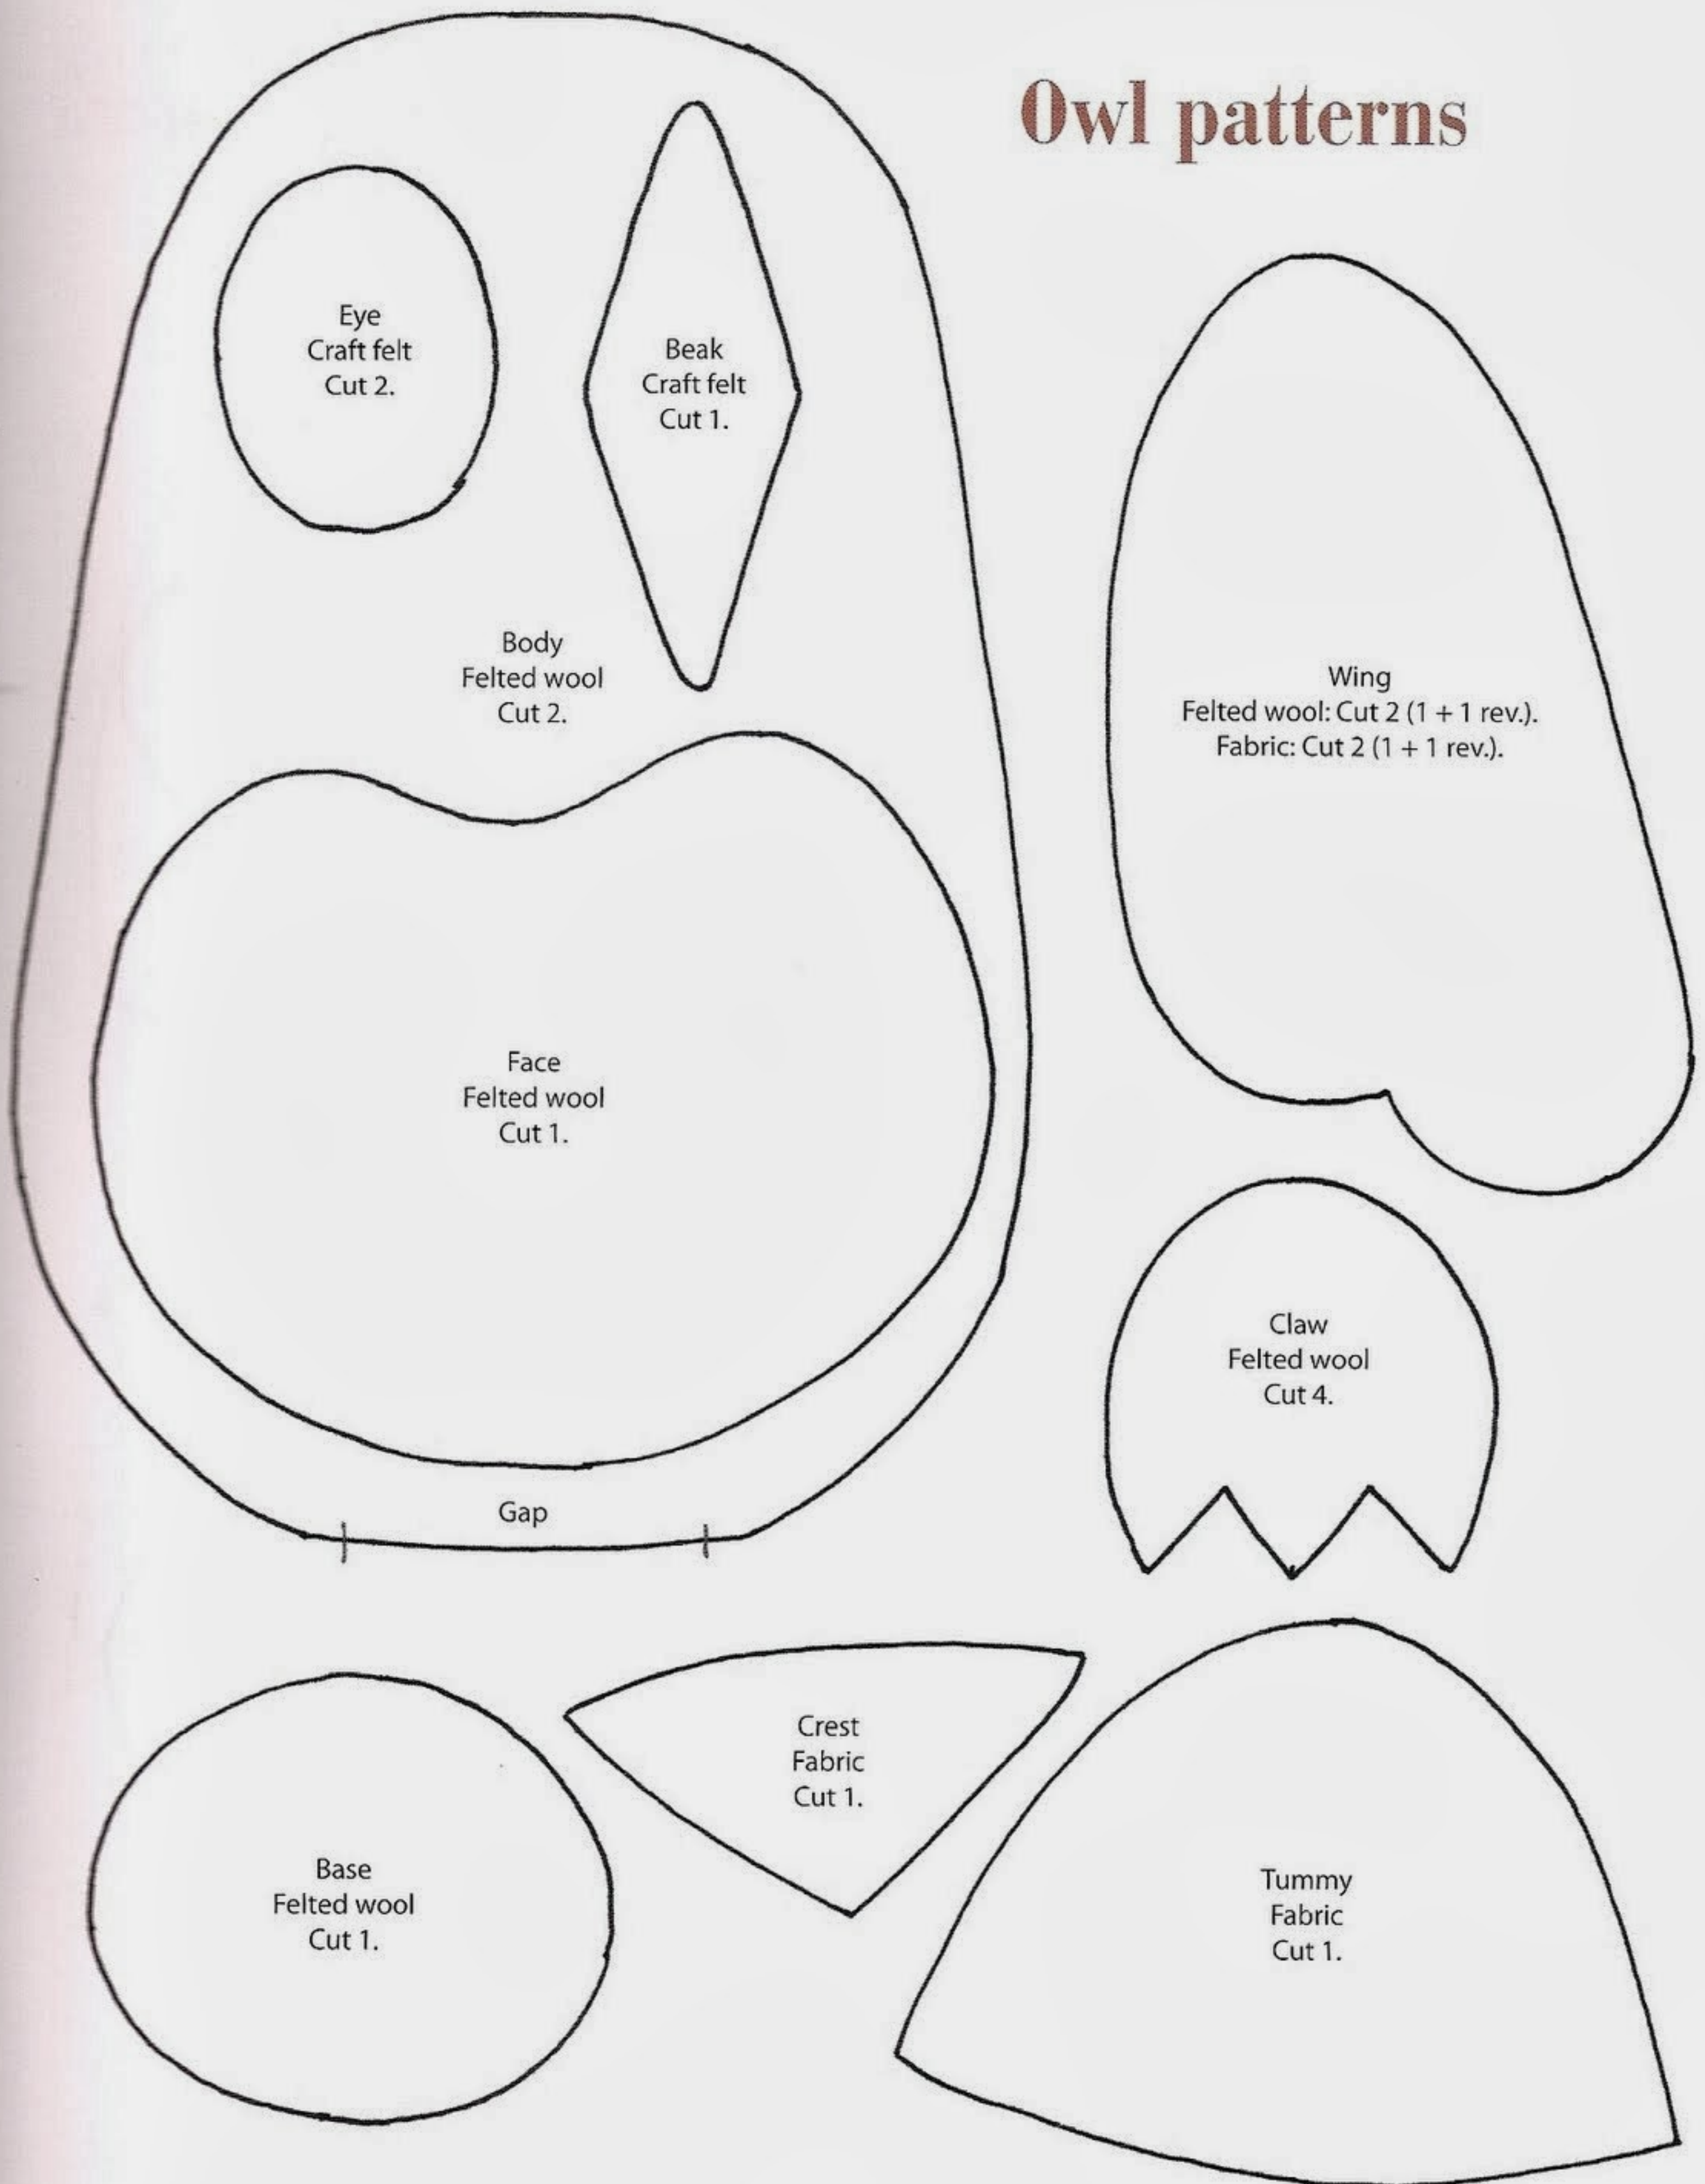 Owl patterns
Eye
Craft felt
Cut 2.
Beak
Craft felt
Cut 1.
Body
Felted wool
Cut 2.
Wing
Felted wool: Cut 2 (1 + 1 rev.).
Fabric: Cut 2 (1 + 1 rev.).
Face
Felted wool
Cut 1.
Claw
Felted wool
Cut 4.
Gap
Crest
Fabric
Cut 1.
Base
Felted wool
Cut 1.
Tummy
Fabric
Cut 1.